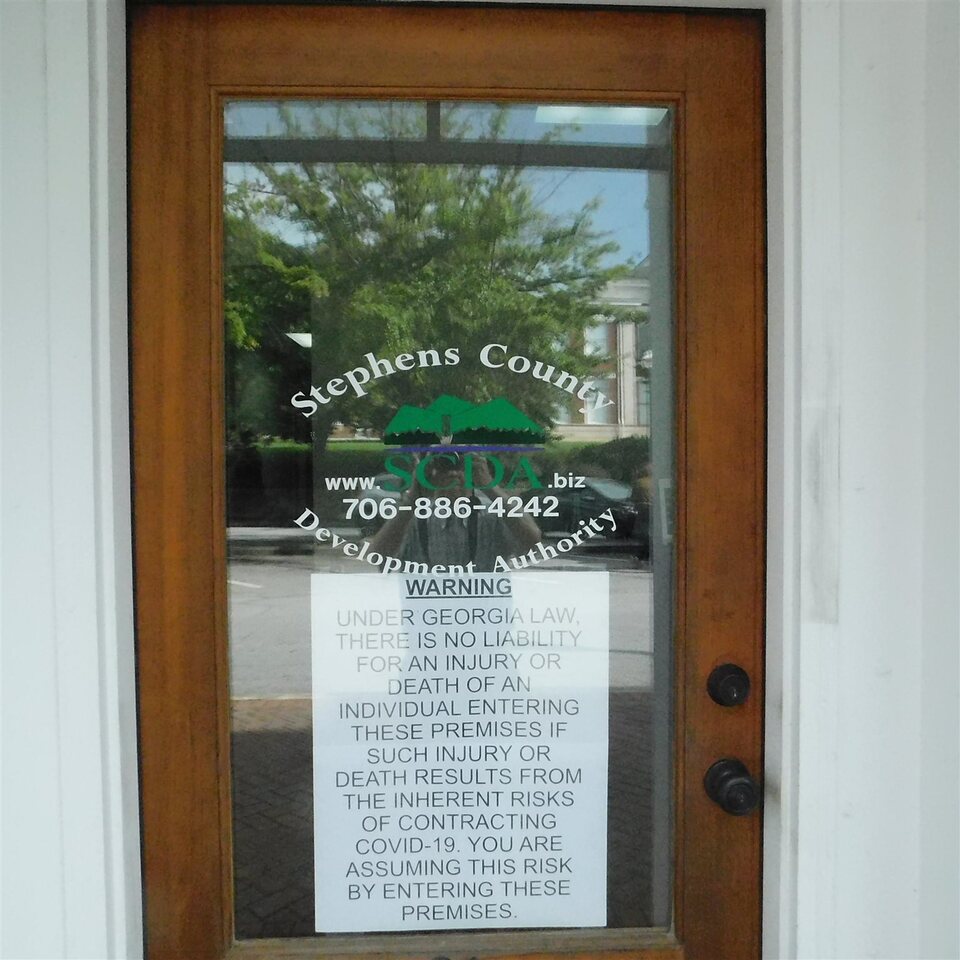 Stephens County
www.SCDA.biz
706-886-4242
Development Authority
WARNING
UNDER GEORGIA LAW,
THERE IS NO LIABILITY
FOR AN INJURY OR
DEATH OF AN
INDIVIDUAL ENTERING
THESE PREMISES IF
SUCH INJURY OR
DEATH RESULTS FROM
THE INHERENT RISKS
OF CONTRACTING
COVID-19. YOU ARE
ASSUMING THIS RISK
BY ENTERING THESE
PREMISES.